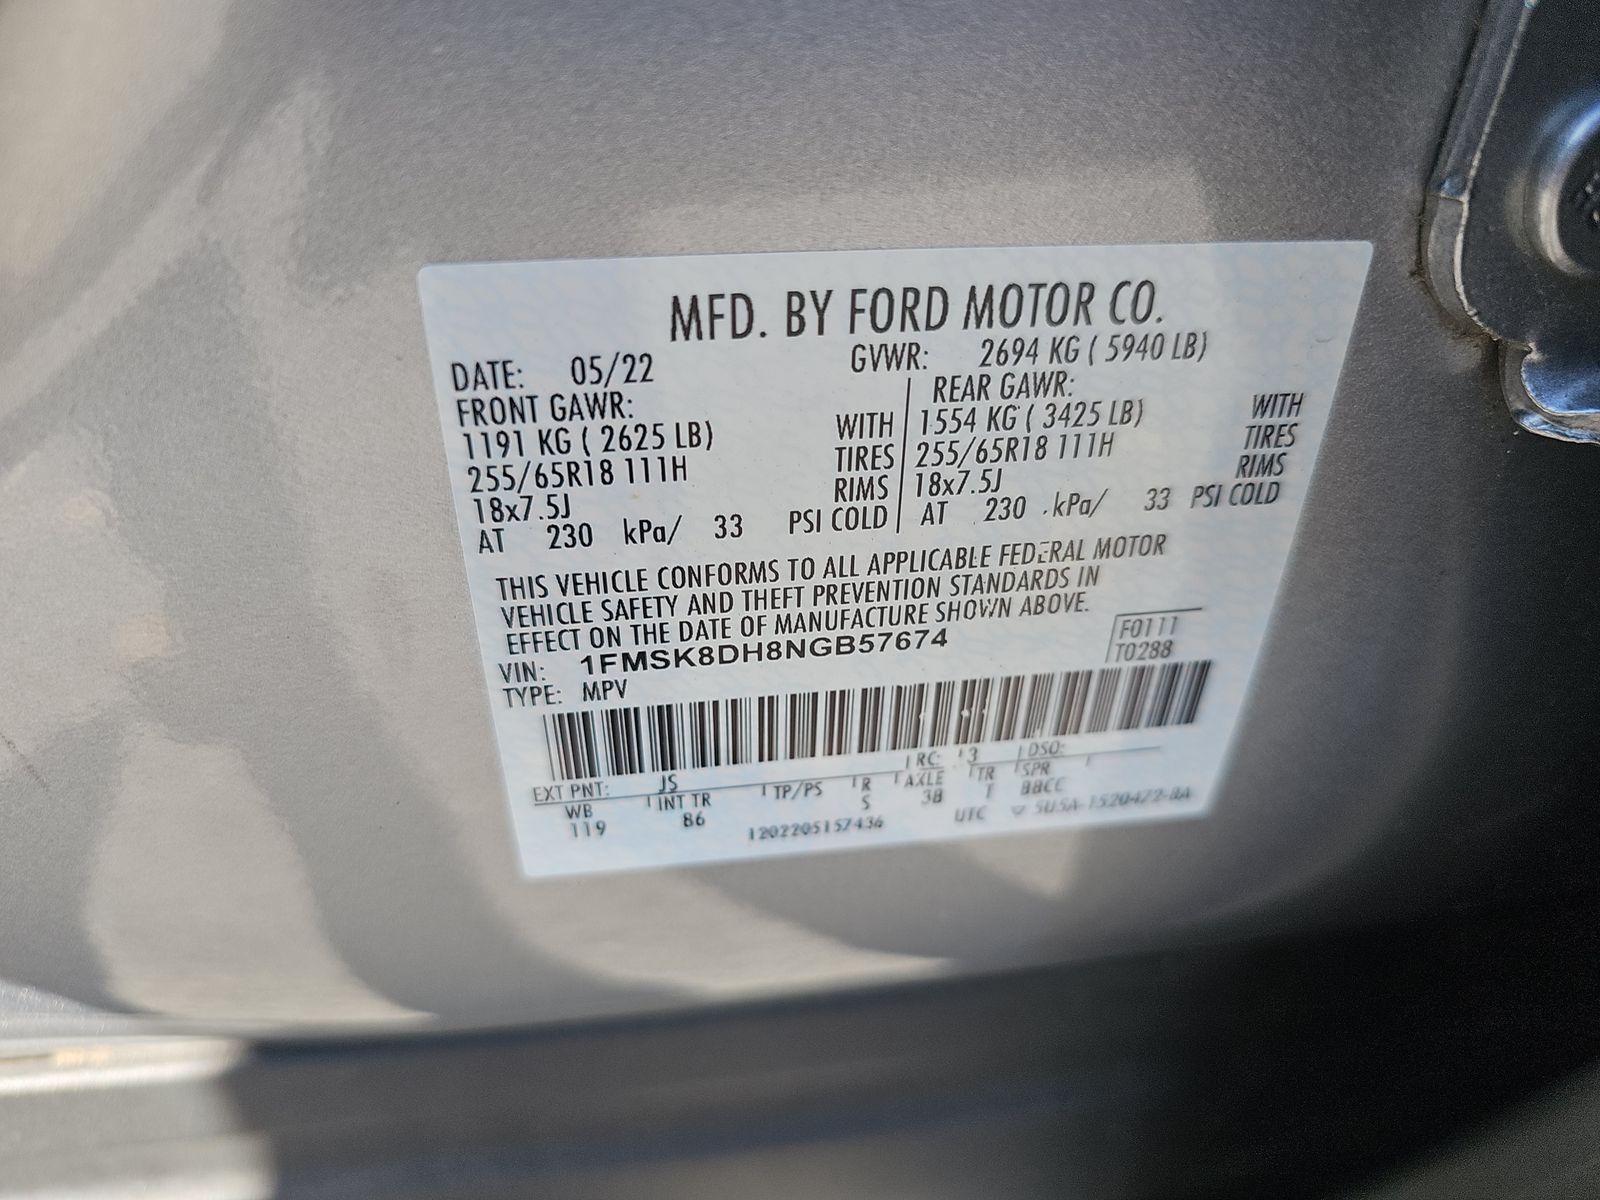 MFD. BY FORD MOTOR CO.
DATE: 05/22 GVWR: 2694 KG ( 5940 LB)
FRONT GAWR: REAR GAWR:
1191 KG ( 2625 LB) WITH 1554 KG ( 3425 LB) WITH
255/65R18 111H TIRES 255/65R18 111H TIRES
18x7.5J RIMS 18x7.5J RIMS
AT 230 kPa/ 33 PSI COLD AT 230 kPa/ 33 PSI COLD
THIS VEHICLE CONFORMS TO ALL APPLICABLE FEDERAL MOTOR
VEHICLE SAFETY AND THEFT PREVENTION STANDARDS IN
EFFECT ON THE DATE OF MANUFACTURE SHOWN ABOVE.
VIN: 1FMSK8DH8NGB57674 F0111
TYPE: MPV T0288
EXT PNT: JS RC: 13 DSO:
WB INT TR TP/PS R AXLE TR SPR
119 86 S 3B T BBCC
1202205157436 UTC 5U5A-1520472-BA